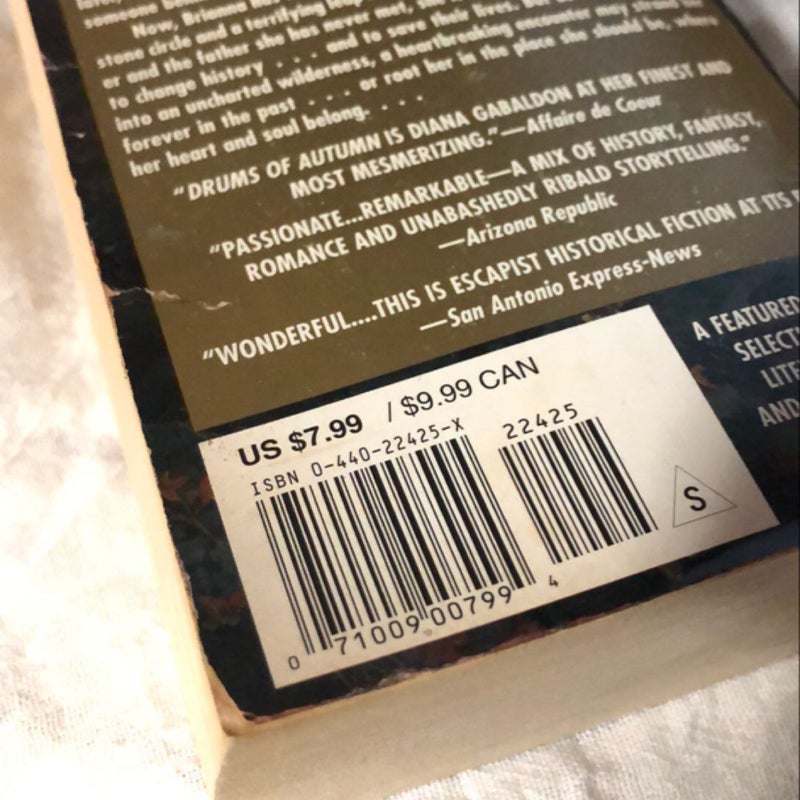 Now, Brianna
stone circle and a terrifying leap
er and the father she has never met,
to change history . . . and to save their lives.
into an uncharted wilderness, a heartbreaking encounter may
forever in the past . . . or root her in the place she should be, where
her heart and soul belong. . . .
"DRUMS OF AUTUMN IS DIANA GABALDON AT HER FINEST AND
MOST MESMERIZING."—Affaire de Coeur
"PASSIONATE...REMARKABLE—A MIX OF HISTORY, FANTASY,
ROMANCE AND UNABASHEDLY RIBALD STORYTELLING."
—Arizona Republic
"WONDERFUL....THIS IS ESCAPIST HISTORICAL FICTION AT ITS
—San Antonio Express-News
A FEATURED
SELECTI
LITE
AND
US $7.99 / $9.99 CAN
ISBN 0-440-22425-X
22425
S
0 71009 00799 4